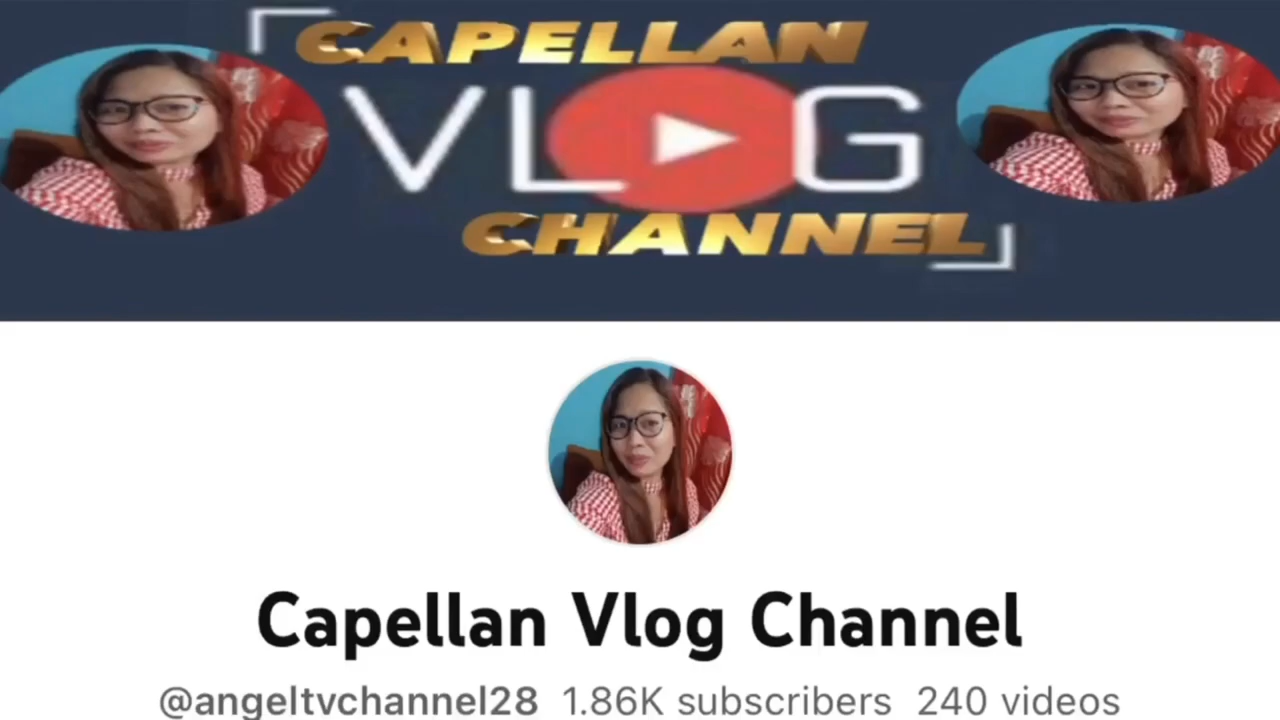 CAPELLAN
VLOG
CHANNEL
Capellan Vlog Channel
@angeltvchannel28 1.86K subscribers 240 videos